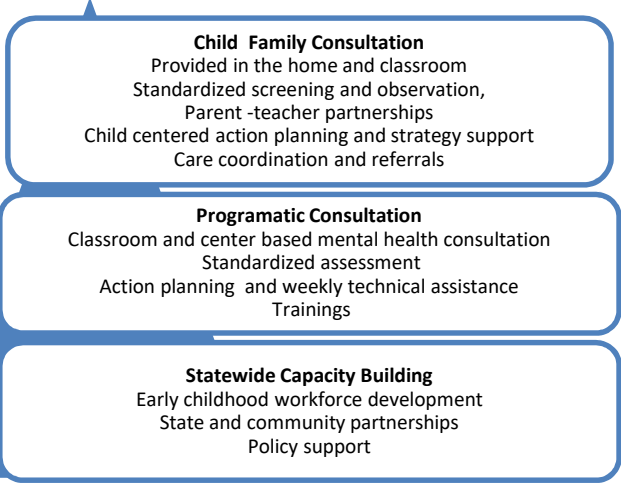 Child  Family Consultation
Provided in the home and classroom
Standardized screening and observation,
Parent -teacher partnerships
Child centered action planning and strategy support
Care coordination and referrals
Programatic Consultation
Classroom and center based mental health consultation
Standardized assessment
Action planning  and weekly technical assistance
Trainings
Statewide Capacity Building
Early childhood workforce development
State and community partnerships
Policy support